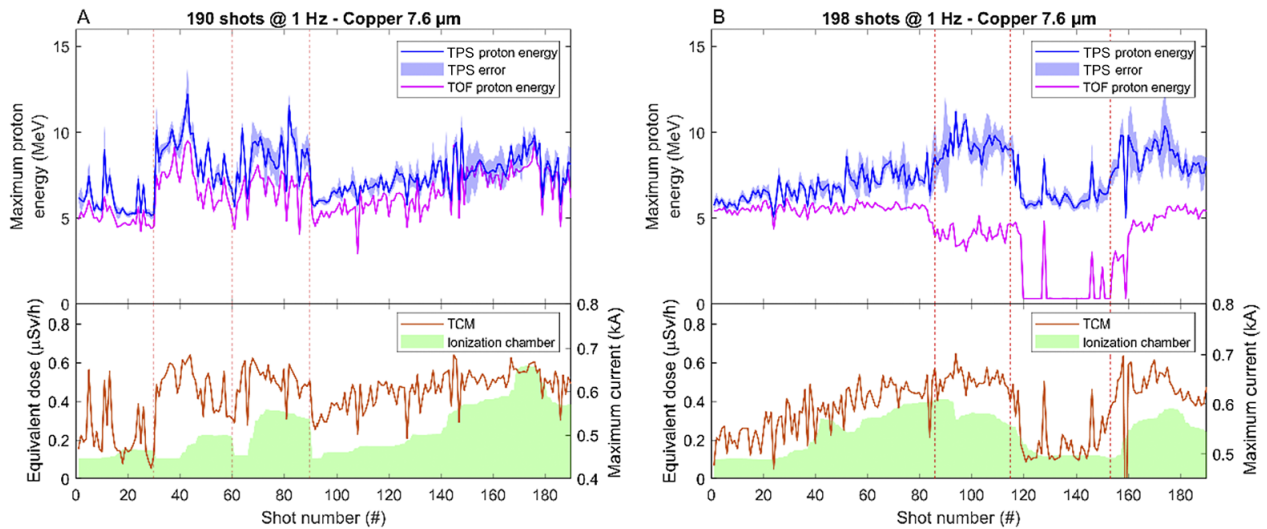 A
190 shots @ 1 Hz - Copper 7.6 µm
15
10
5
0
Maximum proton
energy (MeV)
TPS proton energy
TPS error
TOF proton energy
0.8
0.6
0.4
0.2
0
Equivalent dose (µSv/h)
TCM
Ionization chamber
0.8
0.7
0.6
0.5
0.4
Maximum current (kA)
0 20 40 60 80 100 120 140 160 180
Shot number (#)
B
198 shots @ 1 Hz - Copper 7.6 µm
15
10
5
0
Maximum proton
energy (MeV)
TPS proton energy
TPS error
TOF proton energy
0.8
0.6
0.4
0.2
0
Equivalent dose (µSv/h)
TCM
Ionization chamber
0.8
0.7
0.6
0.5
Maximum current (kA)
0 20 40 60 80 100 120 140 160 180
Shot number (#)